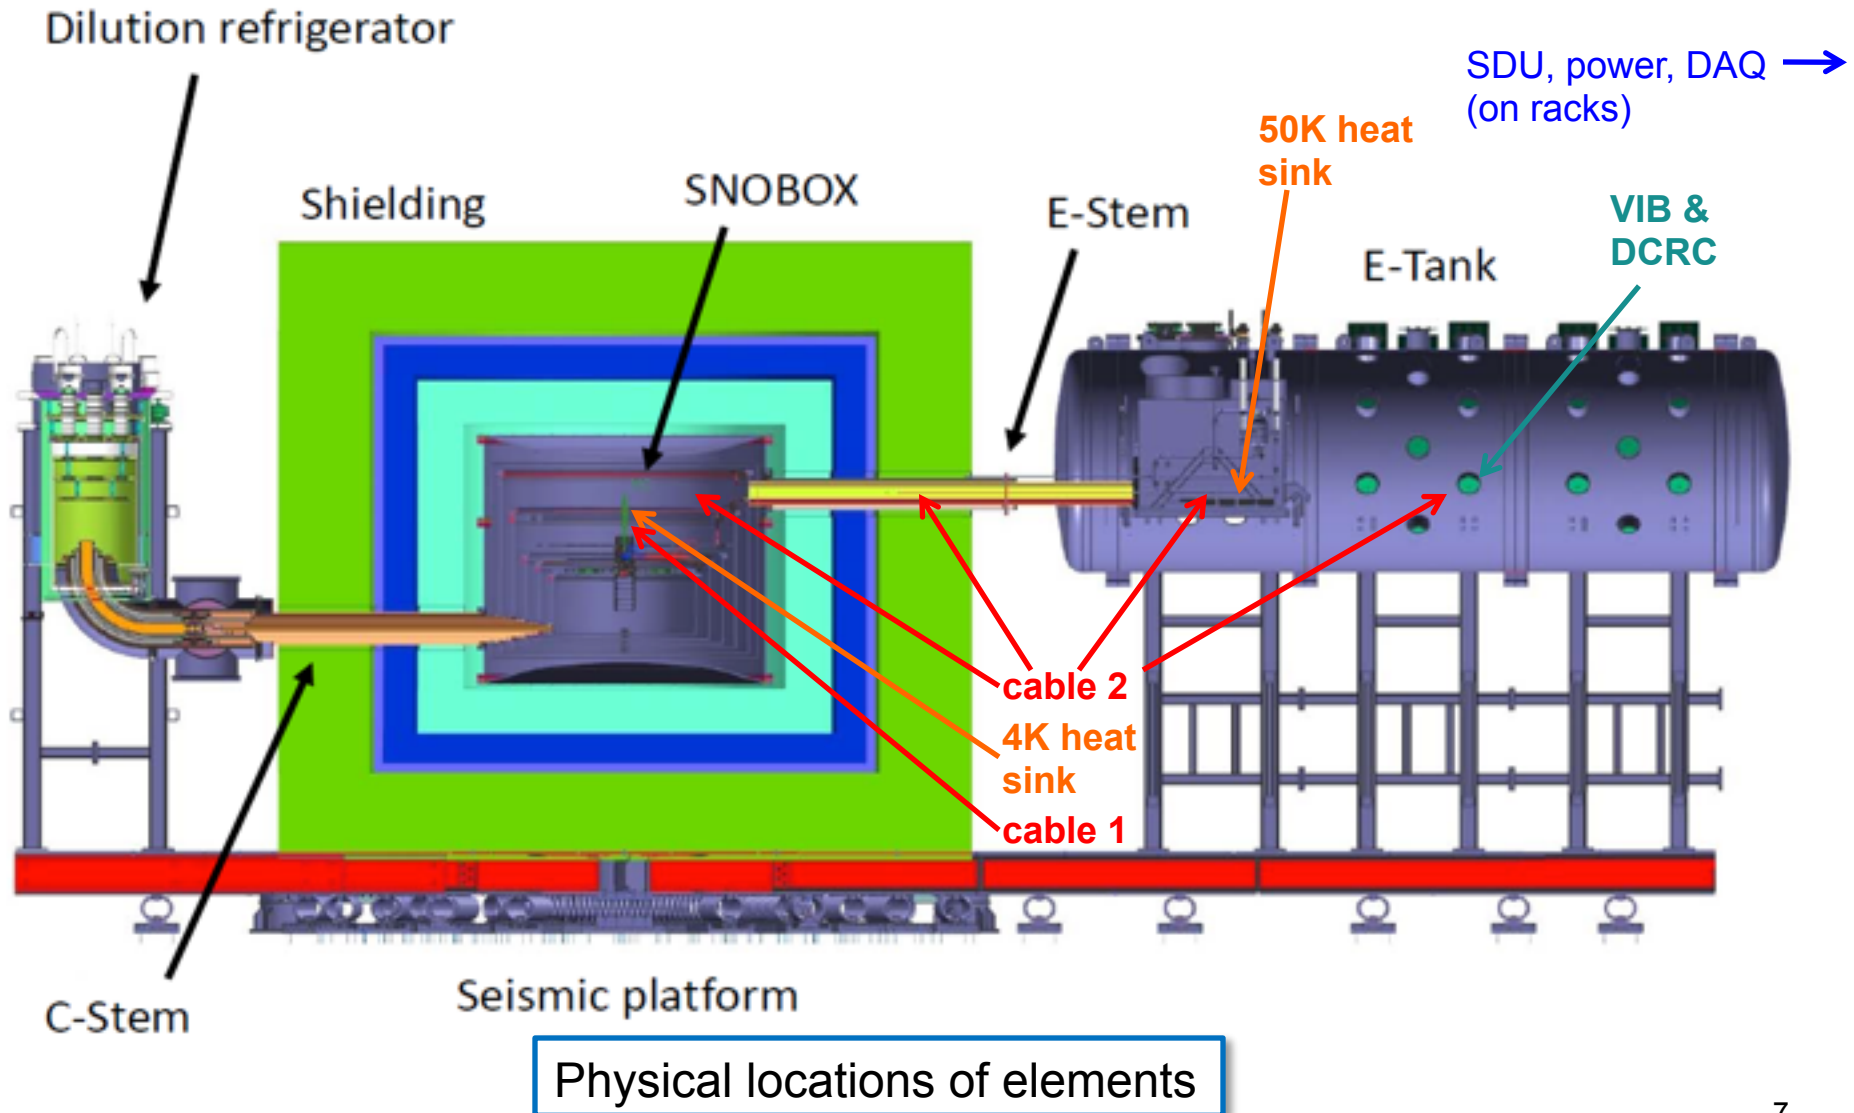 Dilution refrigerator
SDU, power, DAQ
(on racks)
50K heat
sink
Shielding
SNOBOX
E-Stem
VIB &
DCRC
E-Tank
cable 2
4K heat
sink
cable 1
C-Stem
Seismic platform
Physical locations of elements
7